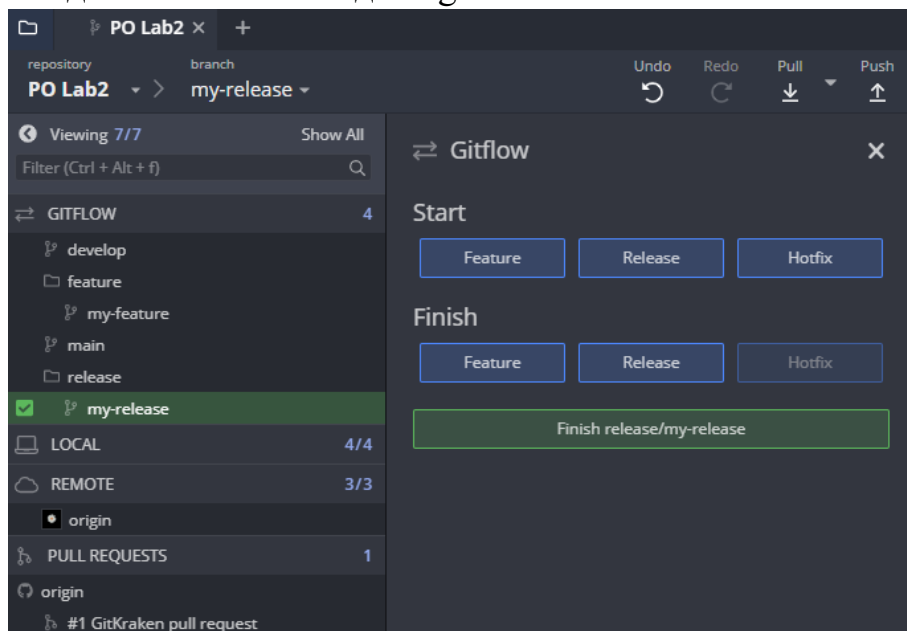 PO Lab2 × +
repository branch Undo Redo Pull Push
PO Lab2 my-release
Viewing 7/7 Show All
Filter (Ctrl + Alt + f)
GITFLOW 4
develop
feature
my-feature
main
release
my-release
LOCAL 4/4
REMOTE 3/3
origin
PULL REQUESTS 1
origin
#1 GitKraken pull request
Gitflow
Start
Feature Release Hotfix
Finish
Feature Release Hotfix
Finish release/my-release